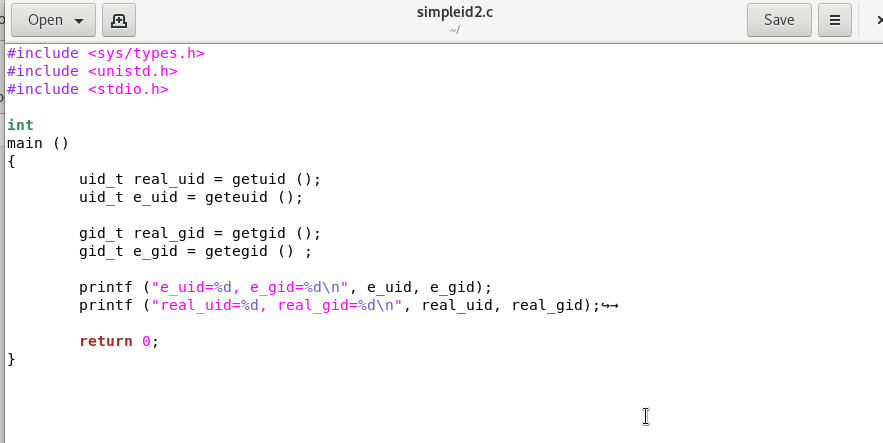 Open
simpleid2.c
~/
Save
#include <sys/types.h>
#include <unistd.h>
#include <stdio.h>
int
main ()
{
uid_t real_uid = getuid ();
uid_t e_uid = geteuid ();
gid_t real_gid = getgid ();
gid_t e_gid = getegid () ;
printf ("e_uid=%d, e_gid=%d\n", e_uid, e_gid);
printf ("real_uid=%d, real_gid=%d\n", real_uid, real_gid);↪→
return 0;
}